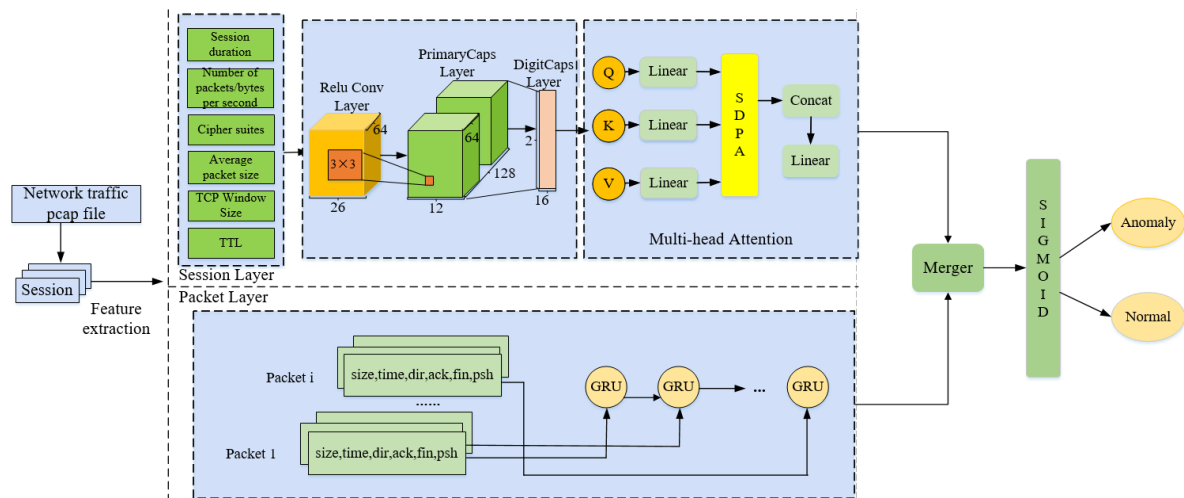 Network traffic
pcap file
Session
Feature
extraction
Session
duration
Number of
packets/bytes
per second
Cipher suites
Average
packet size
TCP Window
Size
TTL
Session Layer
Relu Conv
Layer
64
3×3
26
PrimaryCaps
Layer
64
128
12
DigitCaps
Layer
2
16
Q
Linear
K
Linear
V
Linear
S
D
P
A
Concat
Linear
Multi-head Attention
Packet Layer
Packet i
size,time,dir,ack,fin,psh
......
Packet 1
size,time,dir,ack,fin,psh
GRU
GRU
...
GRU
Merger
S
I
G
M
O
I
D
Anomaly
Normal